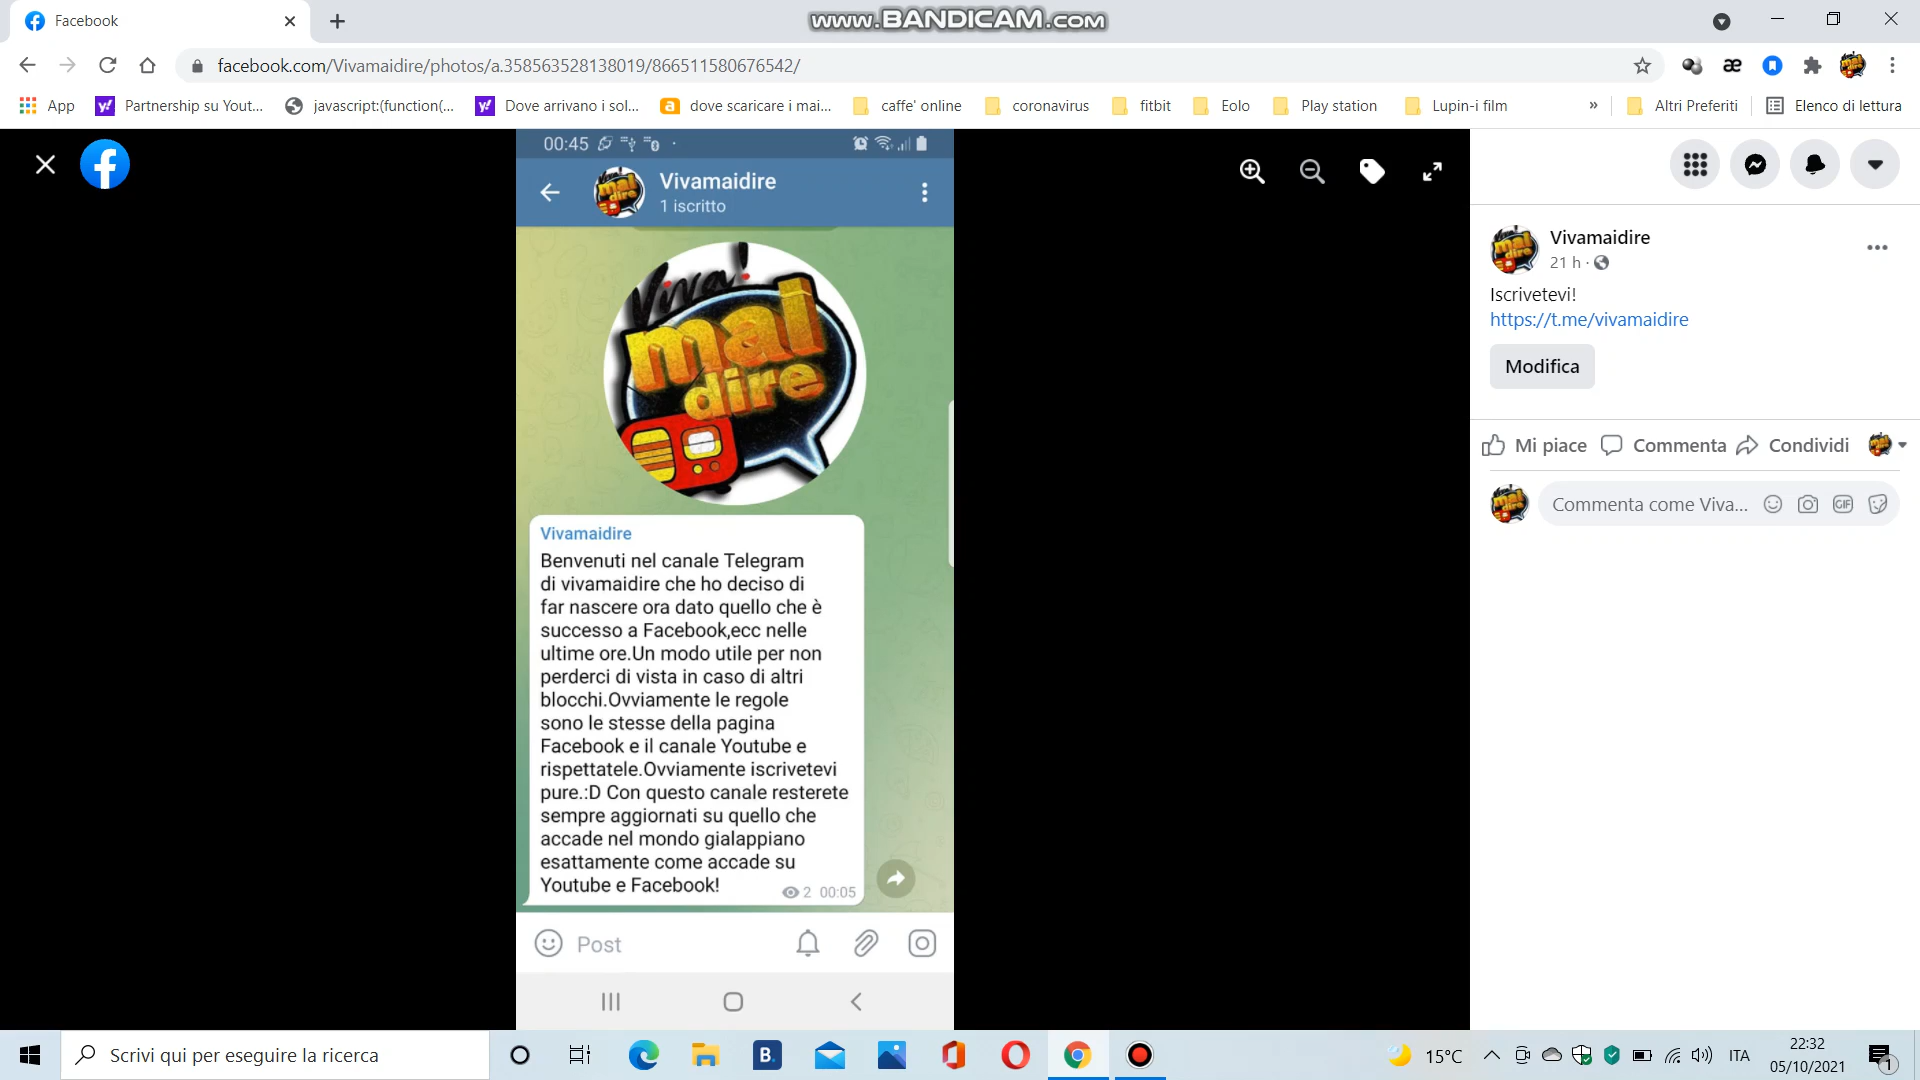 Facebook
www.BANDICAM.com
facebook.com/Vivamaidire/photos/a.358563528138019/866511580676542/
App
Partnership su Yout...
javascript:(function(...
Dove arrivano i sol...
dove scaricare i mai...
caffe' online
coronavirus
fitbit
Eolo
Play station
Lupin-i film
»
Altri Preferiti
Elenco di lettura
00:45
Vivamaidire
1 iscritto
Viva!
mai
dire
Vivamaidire
Benvenuti nel canale Telegram
di vivamaidire che ho deciso di
far nascere ora dato quello che è
successo a Facebook,ecc nelle
ultime ore.Un modo utile per non
perderci di vista in caso di altri
blocchi.Ovviamente le regole
sono le stesse della pagina
Facebook e il canale Youtube e
rispettatele.Ovviamente iscrivetevi
pure.:D Con questo canale resterete
sempre aggiornati su quello che
accade nel mondo gialappiano
esattamente come accade su
Youtube e Facebook!
2 00:05
Post
Vivamaidire
21 h ·
Iscrivetevi!
https://t.me/vivamaidire
Modifica
Mi piace
Commenta
Condividi
Commenta come Viva...
GIF
Scrivi qui per eseguire la ricerca
B.
15°C
ITA
22:32
05/10/2021
1